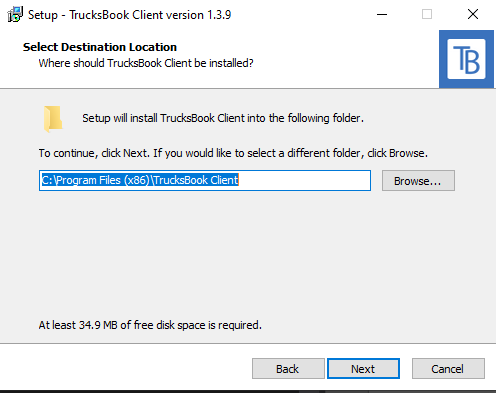 Setup - TrucksBook Client version 1.3.9
Select Destination Location
Where should TrucksBook Client be installed?
TB
Setup will install TrucksBook Client into the following folder.
To continue, click Next. If you would like to select a different folder, click Browse.
C:\Program Files (x86)\TrucksBook Client
Browse...
At least 34.9 MB of free disk space is required.
Back
Next
Cancel